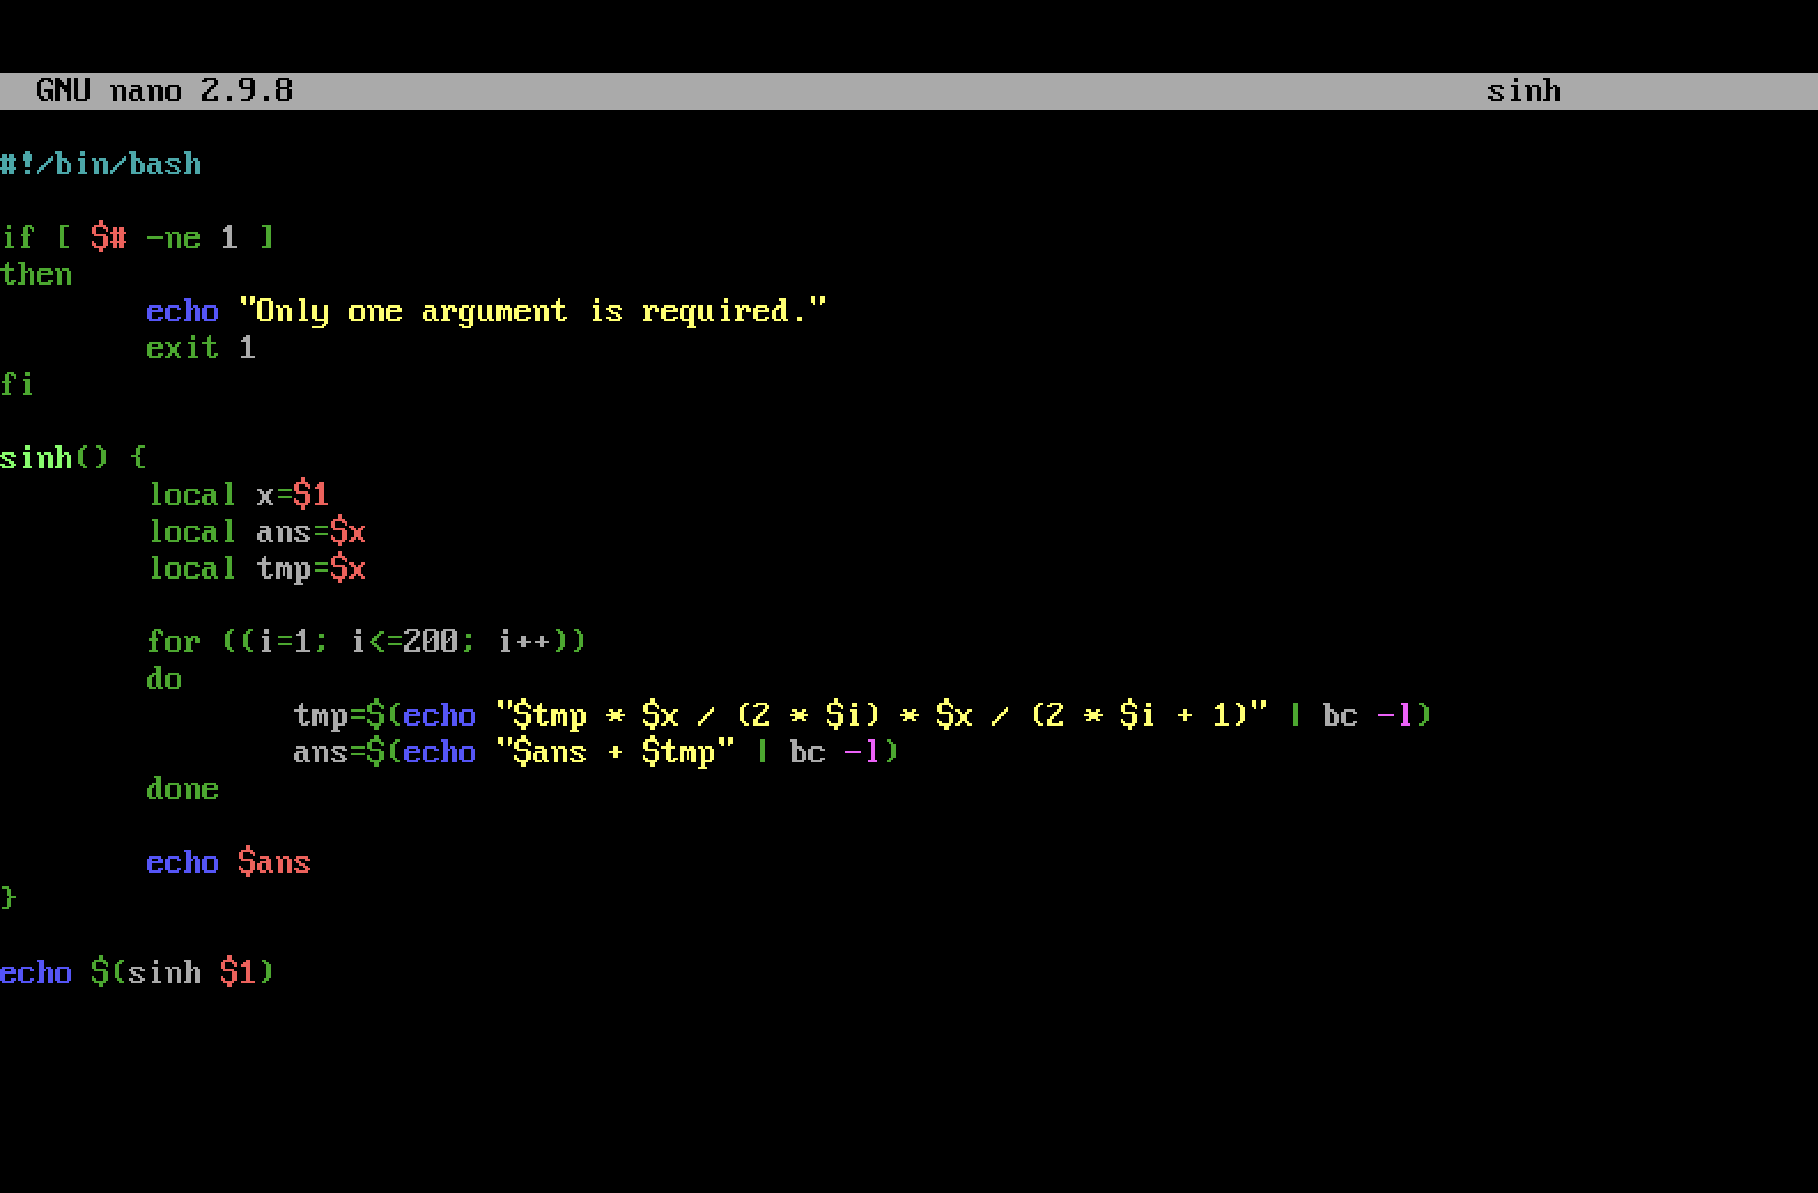 GNU nano 2.9.8 sinh
#!/bin/bash
if [ $# -ne 1 ]
then
echo "Only one argument is required."
exit 1
fi
sinh() {
local x=$1
local ans=$x
local tmp=$x
for ((i=1; i<=200; i++))
do
tmp=$(echo "$tmp * $x / (2 * $i) * $x / (2 * $i + 1)" | bc -l)
ans=$(echo "$ans + $tmp" | bc -l)
done
echo $ans
}
echo $(sinh $1)